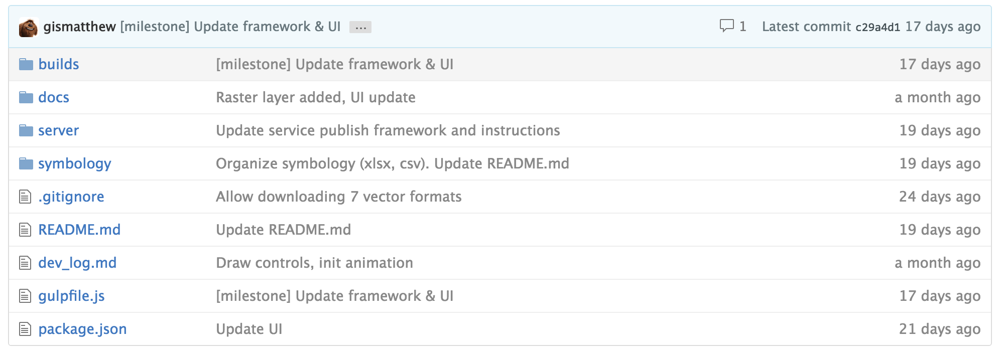 gismatthew [milestone] Update framework & UI ... 1 Latest commit c29a4d1 17 days ago
builds [milestone] Update framework & UI 17 days ago
docs Raster layer added, UI update a month ago
server Update service publish framework and instructions 19 days ago
symbology Organize symbology (xlsx, csv). Update README.md 19 days ago
.gitignore Allow downloading 7 vector formats 24 days ago
README.md Update README.md 19 days ago
dev_log.md Draw controls, init animation a month ago
gulpfile.js [milestone] Update framework & UI 17 days ago
package.json Update UI 21 days ago